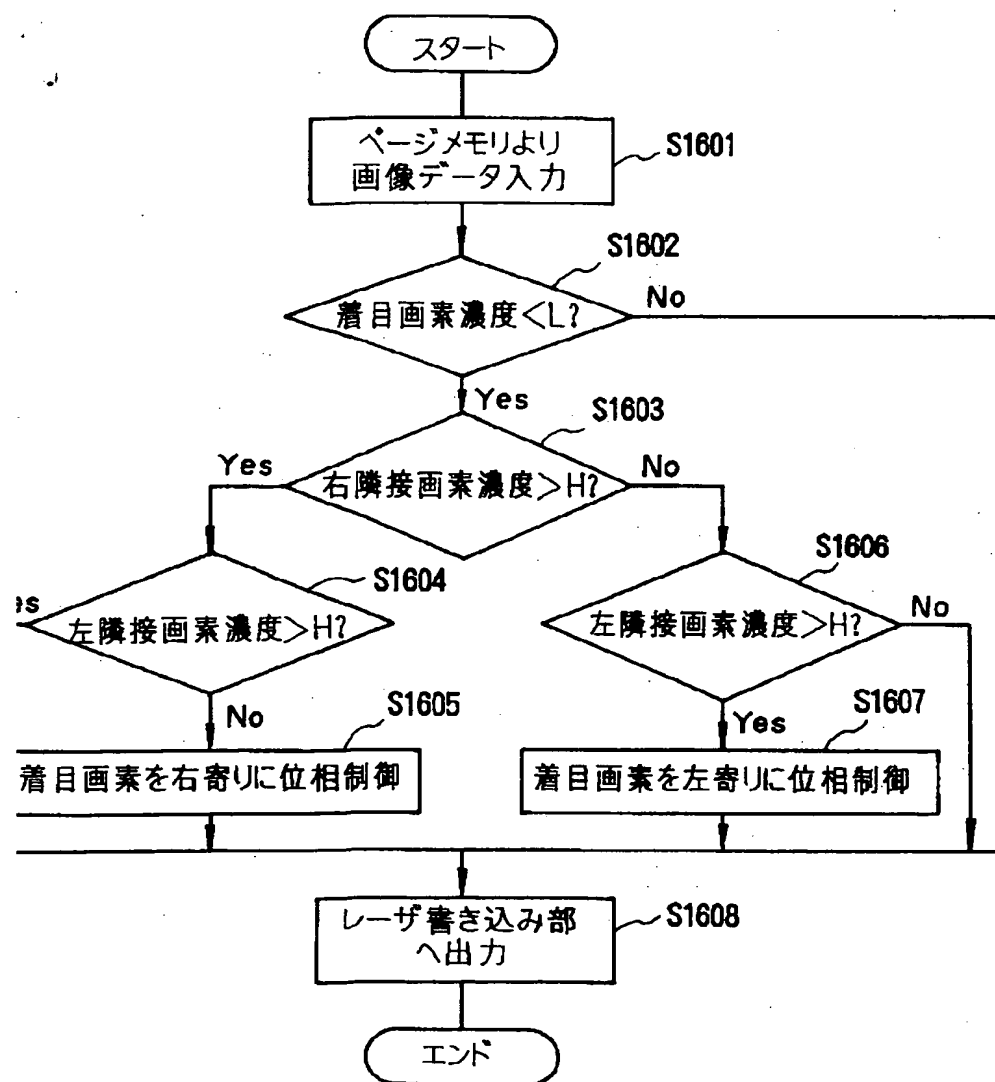 スタート
ページメモリより
画像データ入力
S1601
S1602
着目画素濃度<L?
No
Yes
S1603
Yes
右隣接画素濃度>H?
No
S1604
S1606
es
左隣接画素濃度>H?
左隣接画素濃度>H?
No
No
S1605
Yes
S1607
着目画素を右寄りに位相制御
着目画素を左寄りに位相制御
レーザ書き込み部
へ出力
S1608
エンド